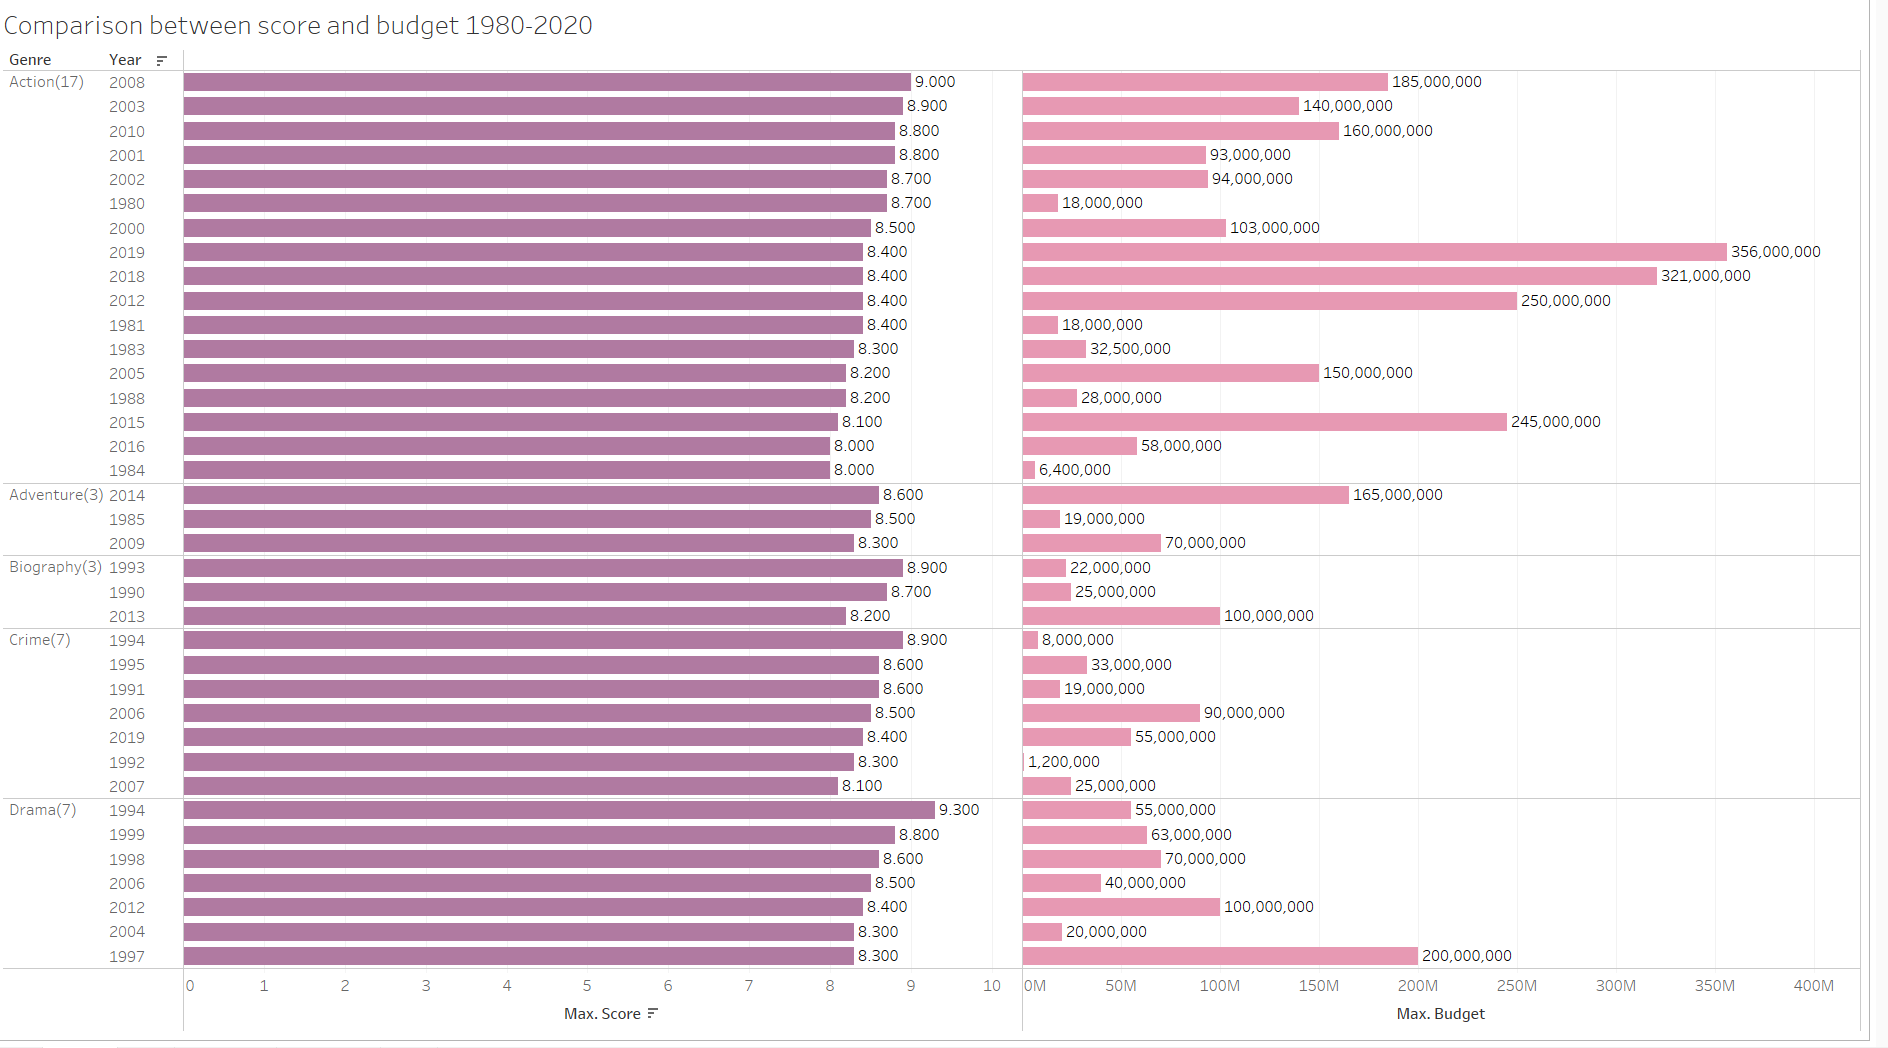 Comparison between score and budget 1980-2020
Genre Year
Action(17) 2008 9.000 185,000,000
2003 8.900 140,000,000
2010 8.800 160,000,000
2001 8.800 93,000,000
2002 8.700 94,000,000
1980 8.700 18,000,000
2000 8.500 103,000,000
2019 8.400 356,000,000
2018 8.400 321,000,000
2012 8.400 250,000,000
1981 8.400 18,000,000
1983 8.300 32,500,000
2005 8.200 150,000,000
1988 8.200 28,000,000
2015 8.100 245,000,000
2016 8.000 58,000,000
1984 8.000 6,400,000
Adventure(3) 2014 8.600 165,000,000
1985 8.500 19,000,000
2009 8.300 70,000,000
Biography(3) 1993 8.900 22,000,000
1990 8.700 25,000,000
2013 8.200 100,000,000
Crime(7) 1994 8.900 8,000,000
1995 8.600 33,000,000
1991 8.600 19,000,000
2006 8.500 90,000,000
2019 8.400 55,000,000
1992 8.300 1,200,000
2007 8.100 25,000,000
Drama(7) 1994 9.300 55,000,000
1999 8.800 63,000,000
1998 8.600 70,000,000
2006 8.500 40,000,000
2012 8.400 100,000,000
2004 8.300 20,000,000
1997 8.300 200,000,000
0 1 2 3 4 5 6 7 8 9 10 0M 50M 100M 150M 200M 250M 300M 350M 400M
Max. Score Max. Budget